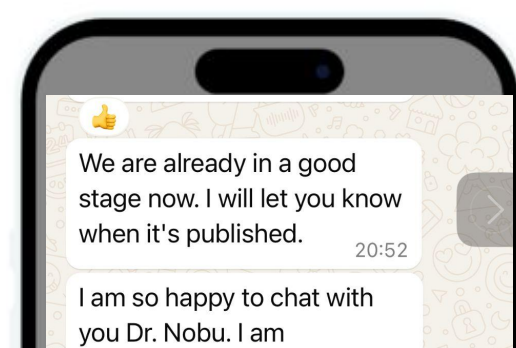 👍
We are already in a good
stage now. I will let you know
when it's published.
20:52
I am so happy to chat with
you Dr. Nobu. I am